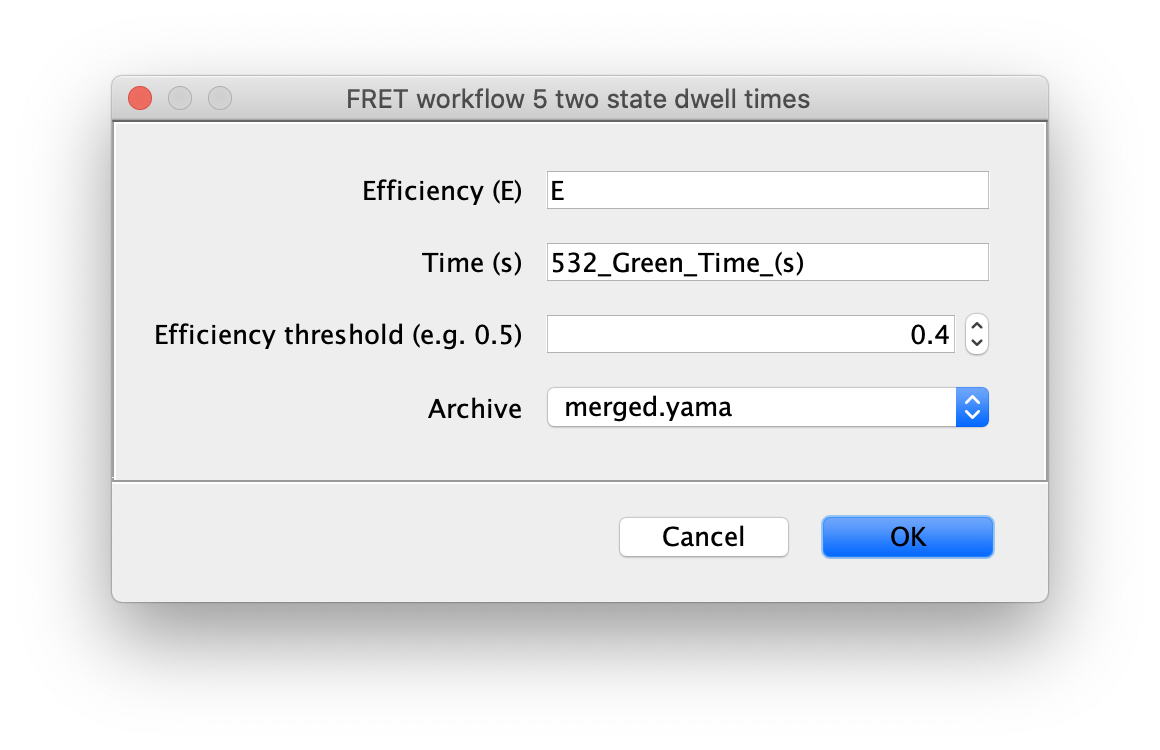 FRET workflow 5 two state dwell times
Efficiency (E) E
Time (s) 532_Green_Time_(s)
Efficiency threshold (e.g. 0.5) 0.4
Archive merged.yama
Cancel OK